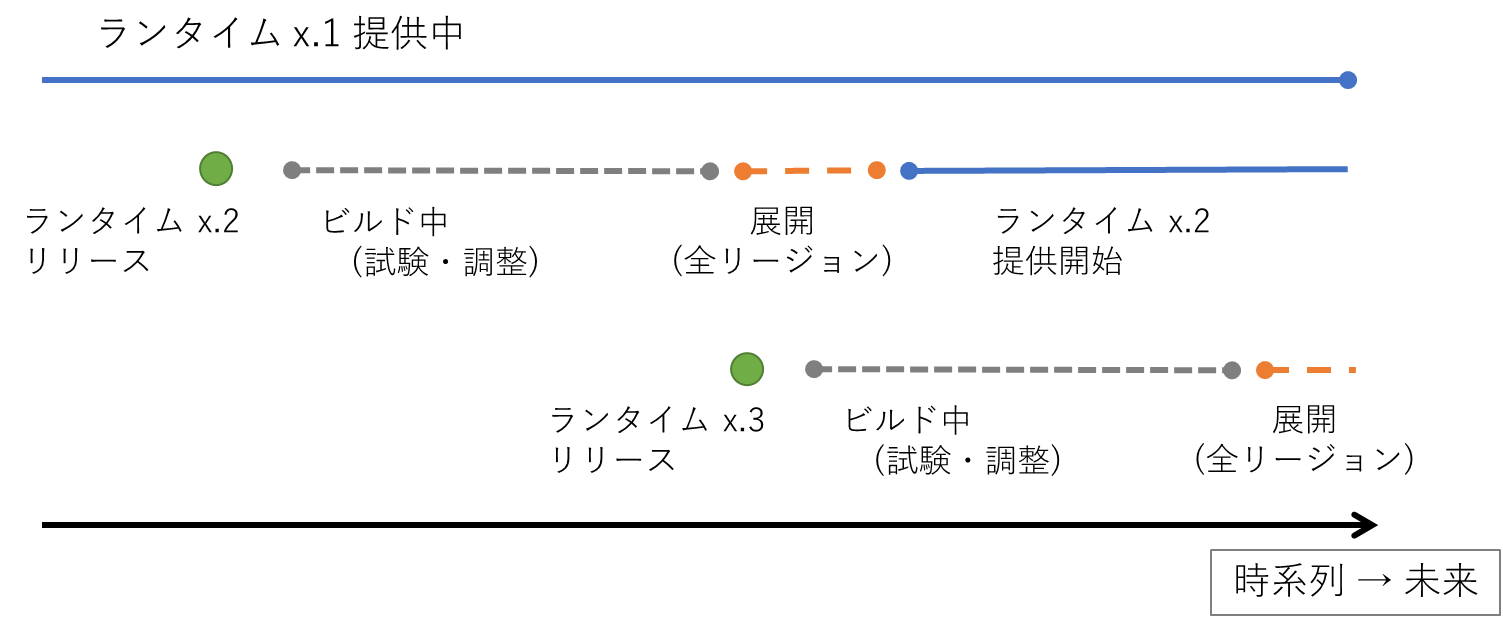 ランタイム x.1 提供中
ランタイム x.2
リリース
ビルド中
（試験・調整）
展開
（全リージョン）
ランタイム x.2
提供開始
ランタイム x.3
リリース
ビルド中
（試験・調整）
展開
（全リージョン）
時系列 → 未来